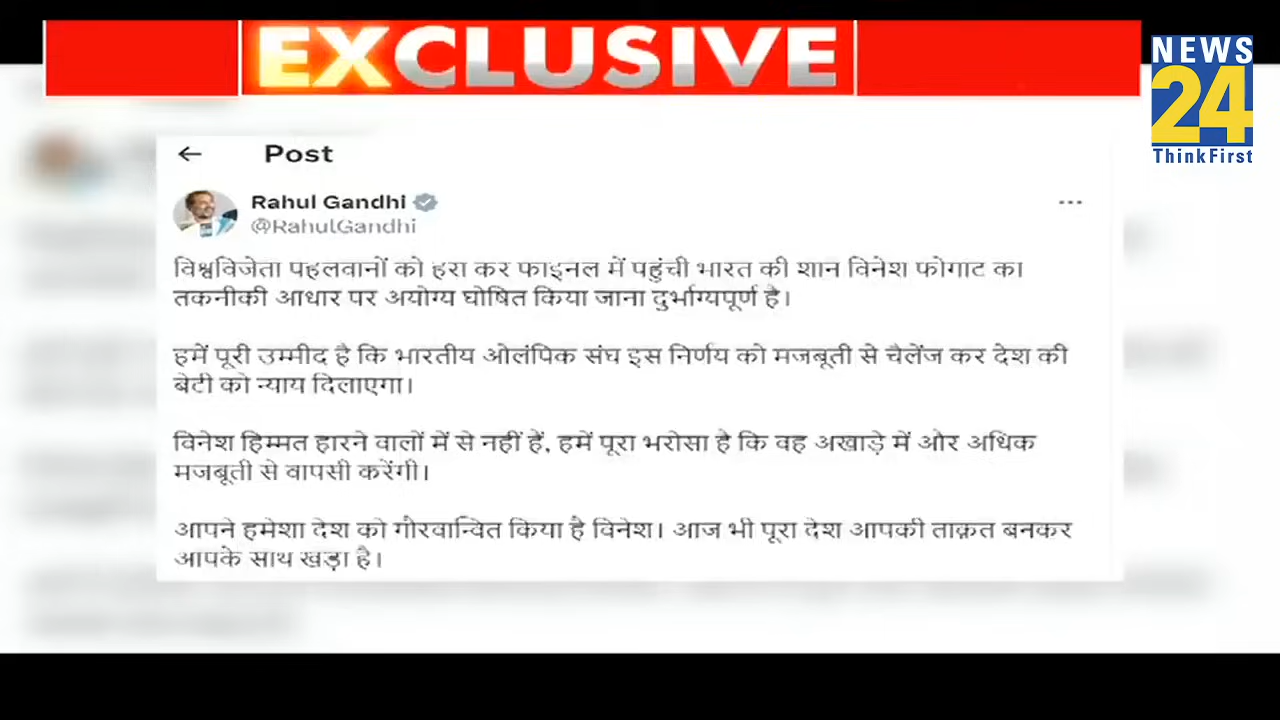 EXCLUSIVE
NEWS
24
ThinkFirst
← Post
Rahul Gandhi
@RahulGandhi
विश्वविजेता पहलवानों को हरा कर फाइनल में पहुंची भारत की शान विनेश फोगाट का
तकनीकी आधार पर अयोग्य घोषित किया जाना दुर्भाग्यपूर्ण है।
हमें पूरी उम्मीद है कि भारतीय ओलंपिक संघ इस निर्णय को मजबूती से चैलेंज कर देश की
बेटी को न्याय दिलाएगा।
विनेश हिम्मत हारने वालों में से नहीं हैं, हमें पूरा भरोसा है कि वह अखाड़े में और अधिक
मजबूती से वापसी करेंगी।
आपने हमेशा देश को गौरवान्वित किया है विनेश। आज भी पूरा देश आपकी ताक़त बनकर
आपके साथ खड़ा है।